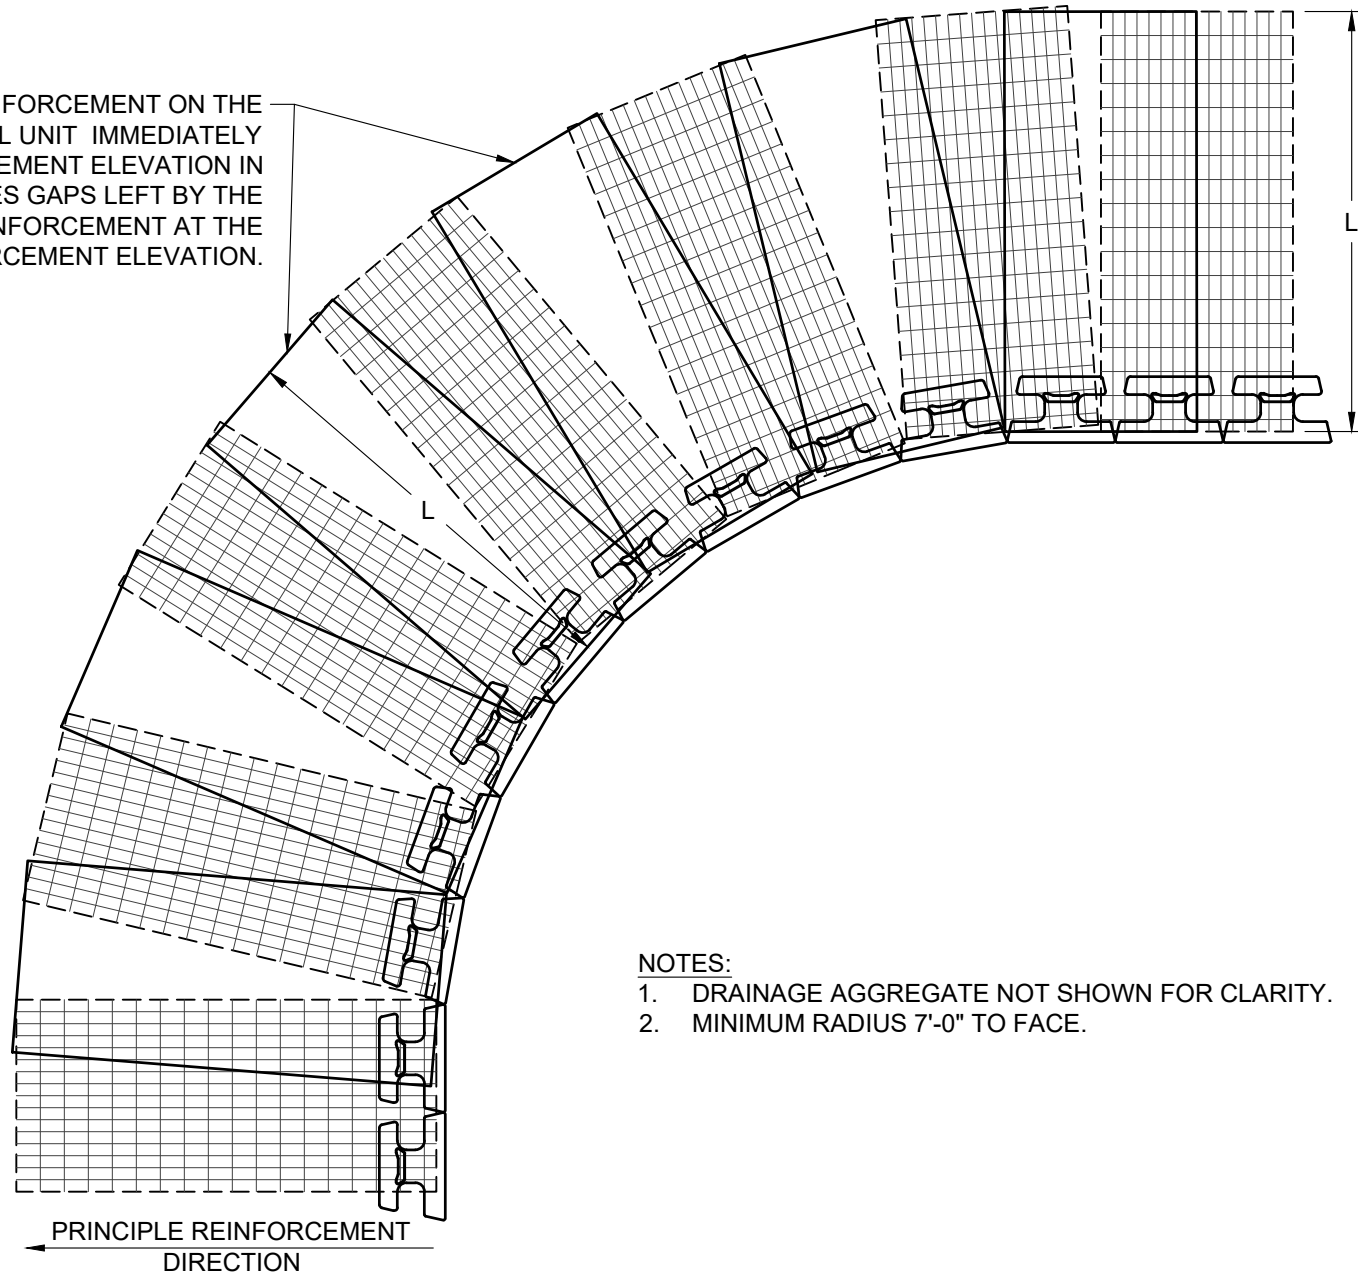 FORCEMENT ON THE
L UNIT IMMEDIATELY
EMENT ELEVATION IN
ES GAPS LEFT BY THE
NFORCEMENT AT THE
RCEMENT ELEVATION.
L
L
NOTES:
1. DRAINAGE AGGREGATE NOT SHOWN FOR CLARITY.
2. MINIMUM RADIUS 7'-0" TO FACE.
PRINCIPLE REINFORCEMENT
DIRECTION